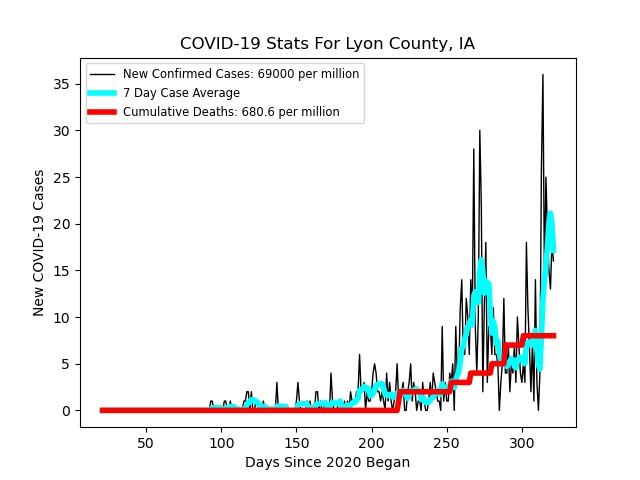 COVID-19 Stats For Lyon County, IA
New Confirmed Cases: 69000 per million
7 Day Case Average
Cumulative Deaths: 680.6 per million
New COVID-19 Cases
35
30
25
20
15
10
5
0
50 100 150 200 250 300
Days Since 2020 Began